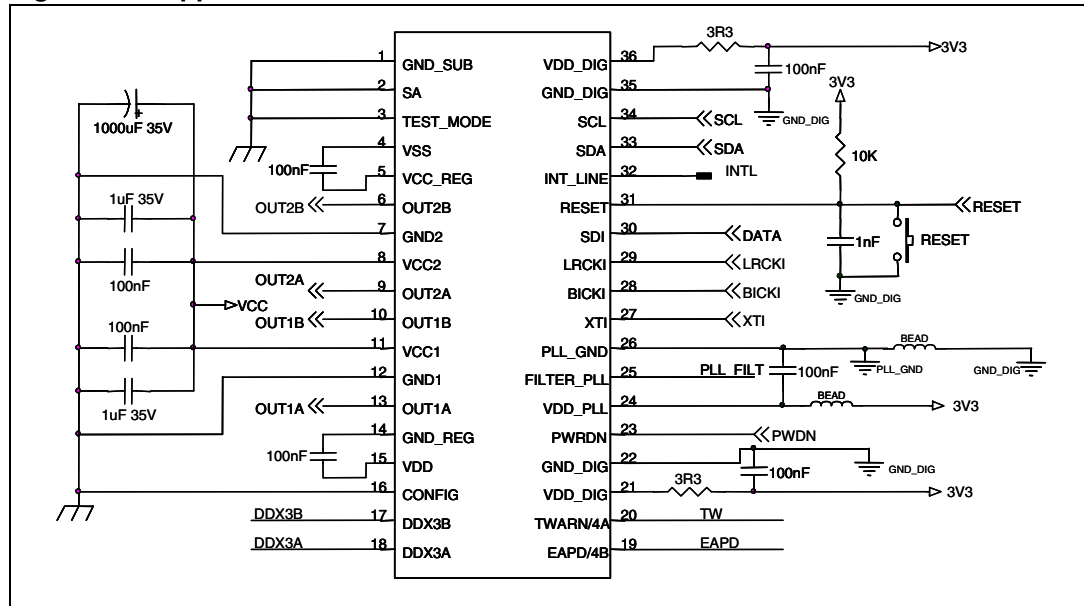 3R3
3V3
100nF
GND_DIG
3V3
10K
1000uF 35V
1 GND_SUB
2 SA
3 TEST_MODE
4 VSS
100nF
5 VCC_REG
OUT2B 6 OUT2B
1uF 35V
7 GND2
8 VCC2
100nF
OUT2A 9 OUT2A
VCC
OUT1B 10 OUT1B
100nF
11 VCC1
12 GND1
1uF 35V
OUT1A 13 OUT1A
14 GND_REG
100nF
15 VDD
16 CONFIG
DDX3B 17 DDX3B
DDX3A 18 DDX3A
VDD_DIG 36
GND_DIG 35
SCL 34 SCL
SDA 33 SDA
INT_LINE 32 INTL
RESET 31 RESET
1nF
RESET
GND_DIG
SDI 30 DATA
LRCKI 29 LRCKI
BICKI 28 BICKI
XTI 27 XTI
PLL_GND 26
BEAD
PLL_GND
GND_DIG
FILTER_PLL 25 PLL_FILT
100nF
VDD_PLL 24
BEAD
3V3
PWRDN 23 PWDN
GND_DIG 22
100nF
GND_DIG
VDD_DIG 21 3R3
3V3
TWARN/4A 20 TW
EAPD/4B 19 EAPD